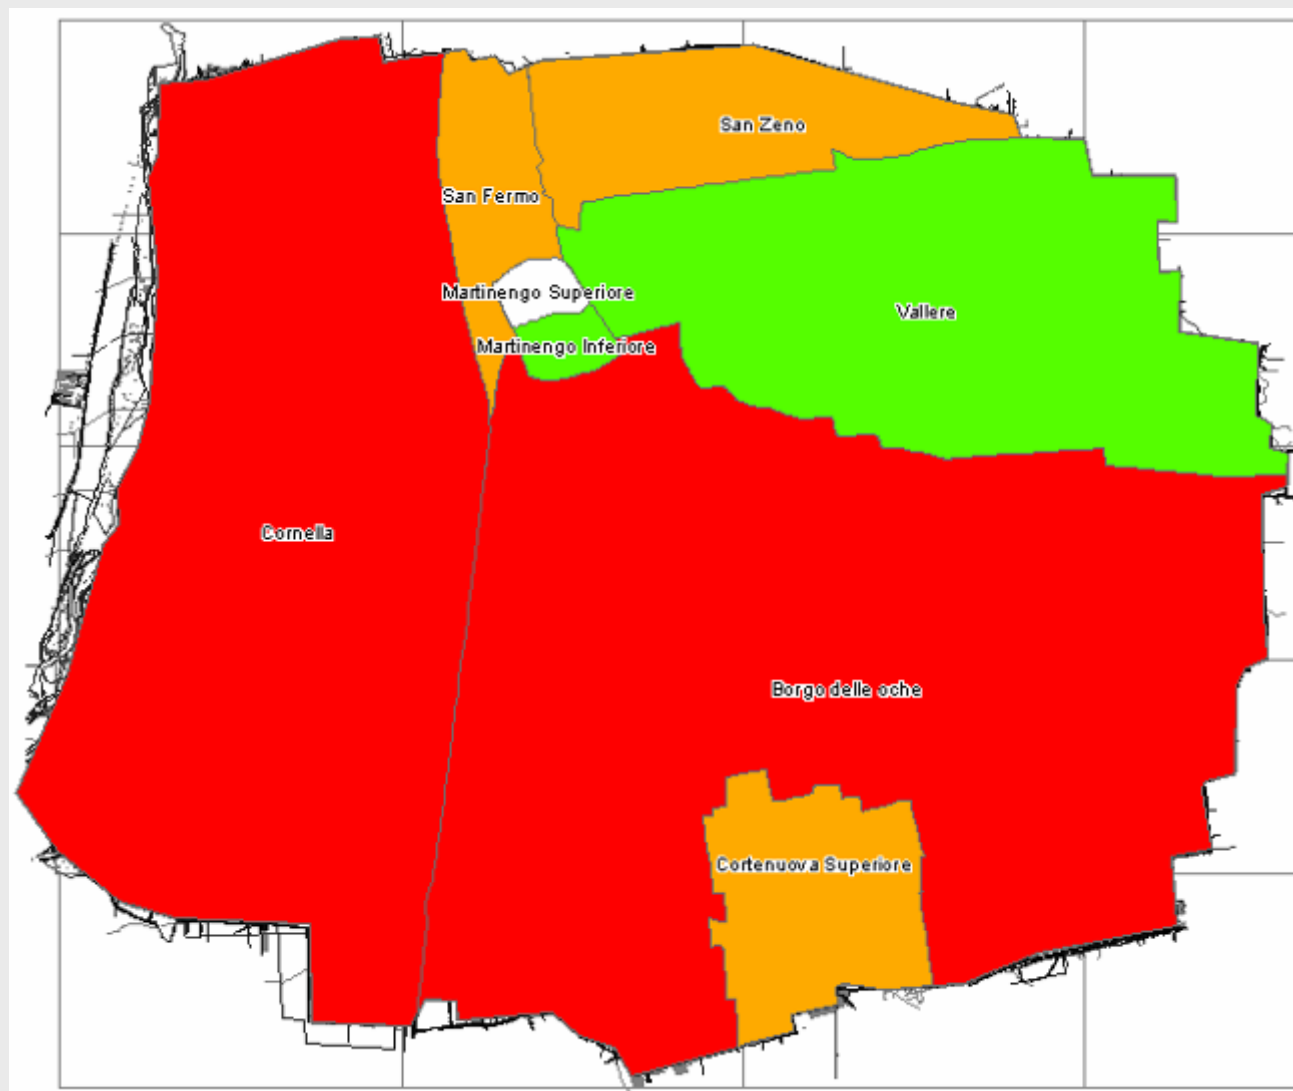 San Zeno
San Fermo
Martinengo Superiore
Vallere
Martinengo Inferiore
Cornella
Borgo delle oche
Cortenuova Superiore